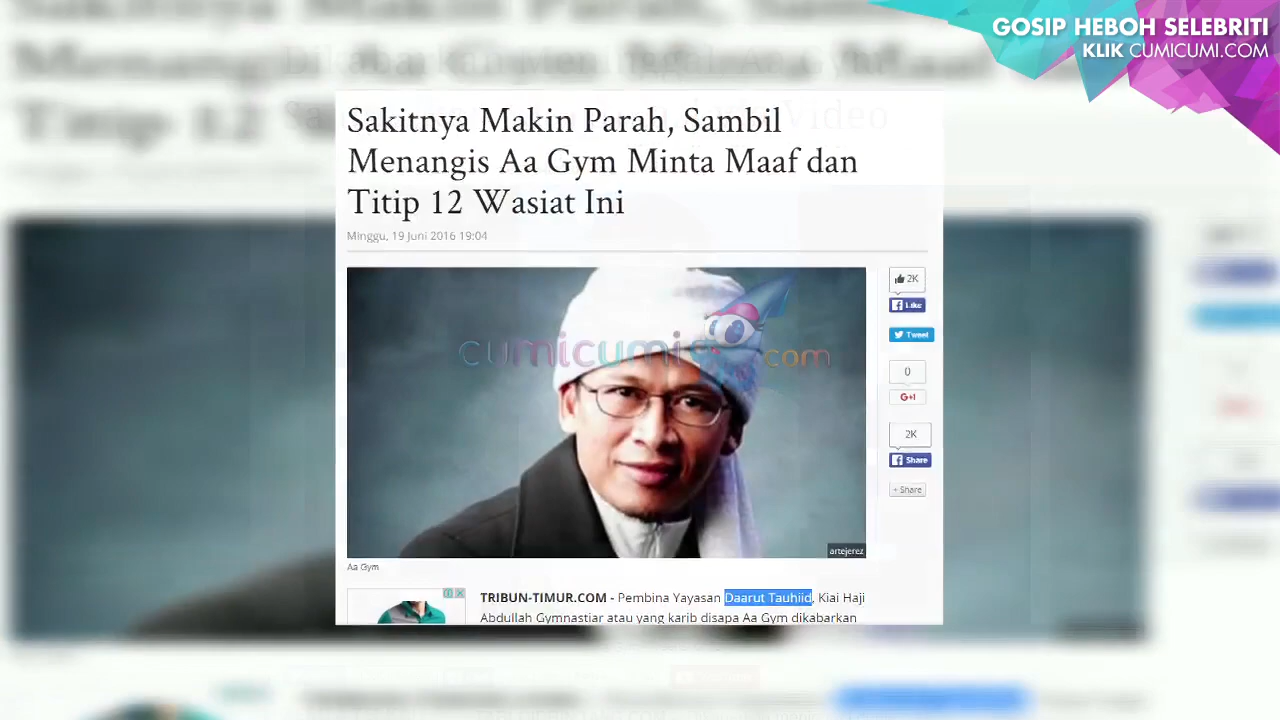 GOSIP HEBOH SELEBRITI
KLIK CUMICUMI.COM
Sakitnya Makin Parah, Sambil
Menangis Aa Gym Minta Maaf dan
Titip 12 Wasiat Ini
Minggu, 19 Juni 2016 19:04
2K
Like
Tweet
cumicumi.com
0
G+1
2K
Share
+ Share
artejerez
Aa Gym
TRIBUN-TIMUR.COM - Pembina Yayasan Daarut Tauhiid, Kiai Haji
Abdullah Gymnastiar atau yang karib disapa Aa Gym dikabarkan